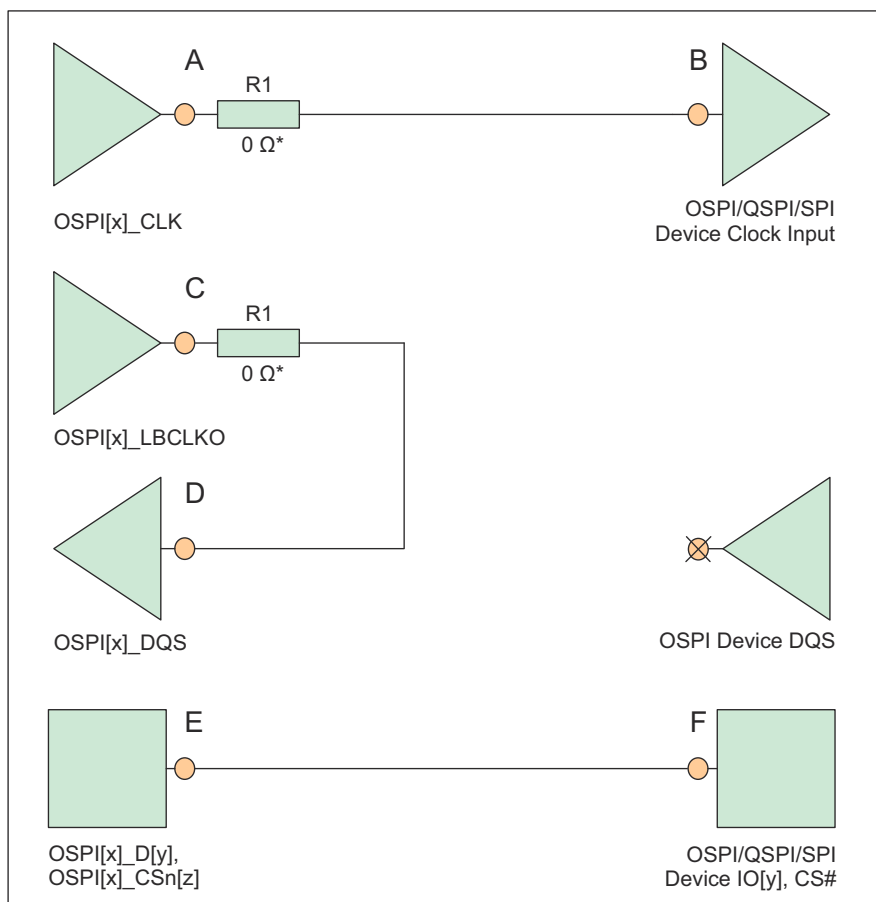 A
B
R1
0 Ω*
OSPI[x]_CLK
OSPI/QSPI/SPI
Device Clock Input
C
R1
0 Ω*
OSPI[x]_LBCLKO
D
OSPI[x]_DQS
OSPI Device DQS
E
F
OSPI[x]_D[y],
OSPI[x]_CSn[z]
OSPI/QSPI/SPI
Device IO[y], CS#